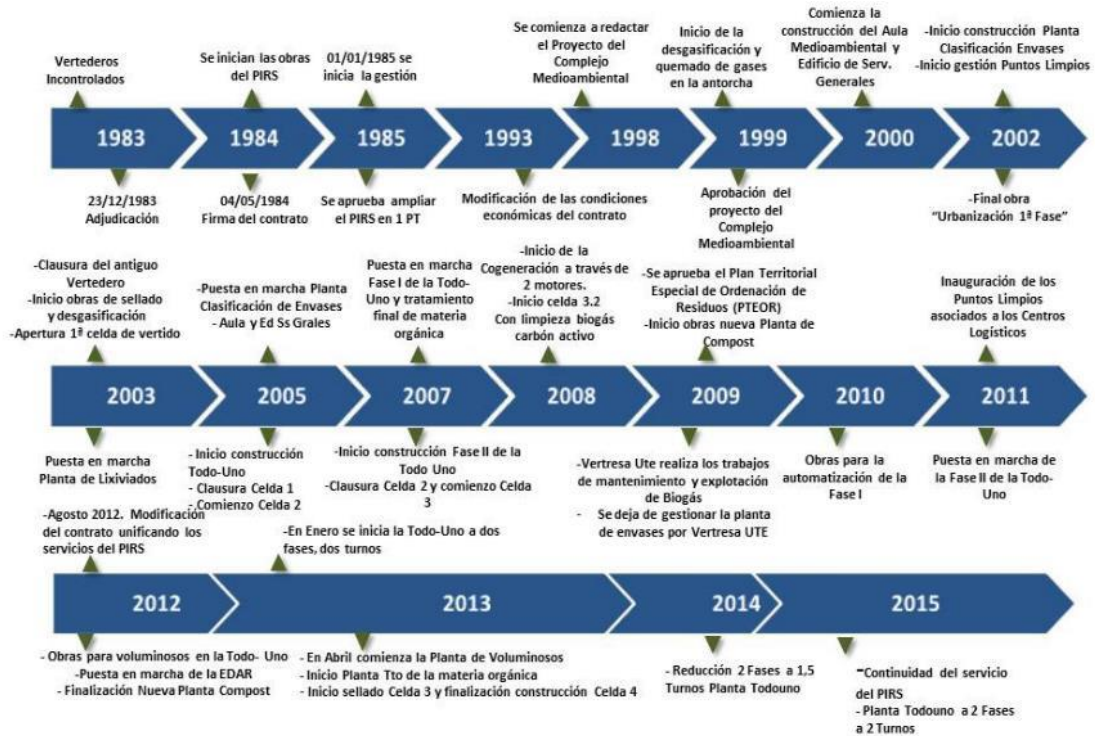 Vertederos
Incontrolados
Se inician las obras
del PIRS
01/01/1985 se
inicia la gestión
Se comienza a redactar
el Proyecto del
Complejo
Medioambiental
Inicio de la
desgasificación y
quemado de gases
en la antorcha
Comienza la
construcción del Aula
Medioambiental y
Edificio de Serv.
Generales
-Inicio construcción Planta
Clasificación Envases
-Inicio gestión Puntos Limpios
1983
1984
1985
1993
1998
1999
2000
2002
23/12/1983
Adjudicación
04/05/1984
Firma del contrato
Se aprueba ampliar
el PIRS en 1 PT
Modificación de las condiciones
económicas del contrato
Aprobación del
proyecto del
Complejo
Medioambiental
-Final obra
"Urbanización 1ª Fase"
-Clausura del antiguo
Vertedero
-Inicio obras de sellado
y desgasificación
-Apertura 1ª celda de vertido
-Puesta en marcha Planta
Clasificación de Envases
- Aula y Ed Ss Grales
Puesta en marcha
Fase I de la Todo-
Uno y tratamiento
final de materia
orgánica
-Inicio de la
Cogeneración a través de
2 motores.
-Inicio celda 3.2
Con limpieza biogás
carbón activo
-Se aprueba el Plan Territorial
Especial de Ordenación de
Residuos (PTEOR)
-Inicio obras nueva Planta de
Compost
Inauguración de los
Puntos Limpios
asociados a los Centros
Logísticos
2003
2005
2007
2008
2009
2010
2011
Puesta en marcha
Planta de Lixiviados
- Inicio construcción
Todo-Uno
- Clausura Celda 1
- Comienzo Celda 2
-Inicio construcción Fase II de la
Todo Uno
-Clausura Celda 2 y comienzo Celda
3
-Vertresa Ute realiza los trabajos
de mantenimiento y explotación
de Biogás
- Se deja de gestionar la planta
de envases por Vertresa UTE
Obras para la
automatización de la
Fase I
Puesta en marcha de
la Fase II de la Todo-
Uno
-Agosto 2012. Modificación
del contrato unificando los
servicios del PIRS
-En Enero se inicia la Todo-Uno a dos
fases, dos turnos
2012
2013
2014
2015
- Obras para voluminosos en la Todo- Uno
- Puesta en marcha de la EDAR
- Finalización Nueva Planta Compost
- En Abril comienza la Planta de Voluminosos
- Inicio Planta Tto de la materia orgánica
- Inicio sellado Celda 3 y finalización construcción Celda 4
- Reducción 2 Fases a 1,5
Turnos Planta Todouno
-Continuidad del servicio
del PIRS
- Planta Todouno a 2 Fases
a 2 Turnos